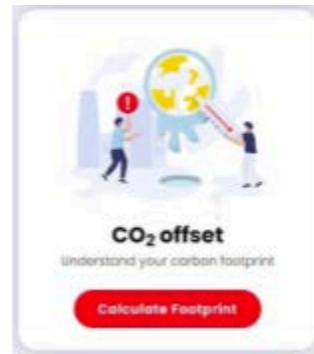 !
CO₂ offset
Understand your carbon footprint
Calculate Footprint